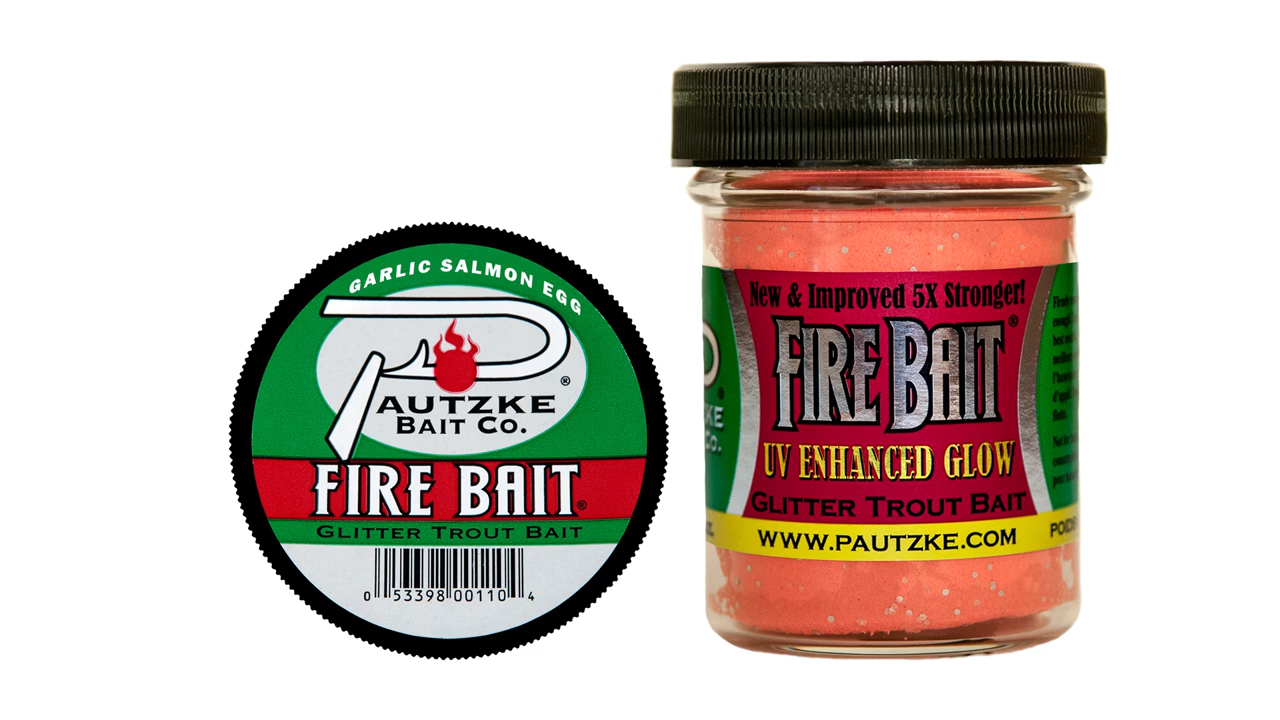 GARLIC SALMON EGG
PAUTZKE
BAIT CO.
®
FIRE BAIT®
GLITTER TROUT BAIT
0 53398 00110 4
New & Improved 5X Stronger!
FIRE BAIT®
UV ENHANCED GLOW
GLITTER TROUT BAIT
WWW.PAUTZKE.COM